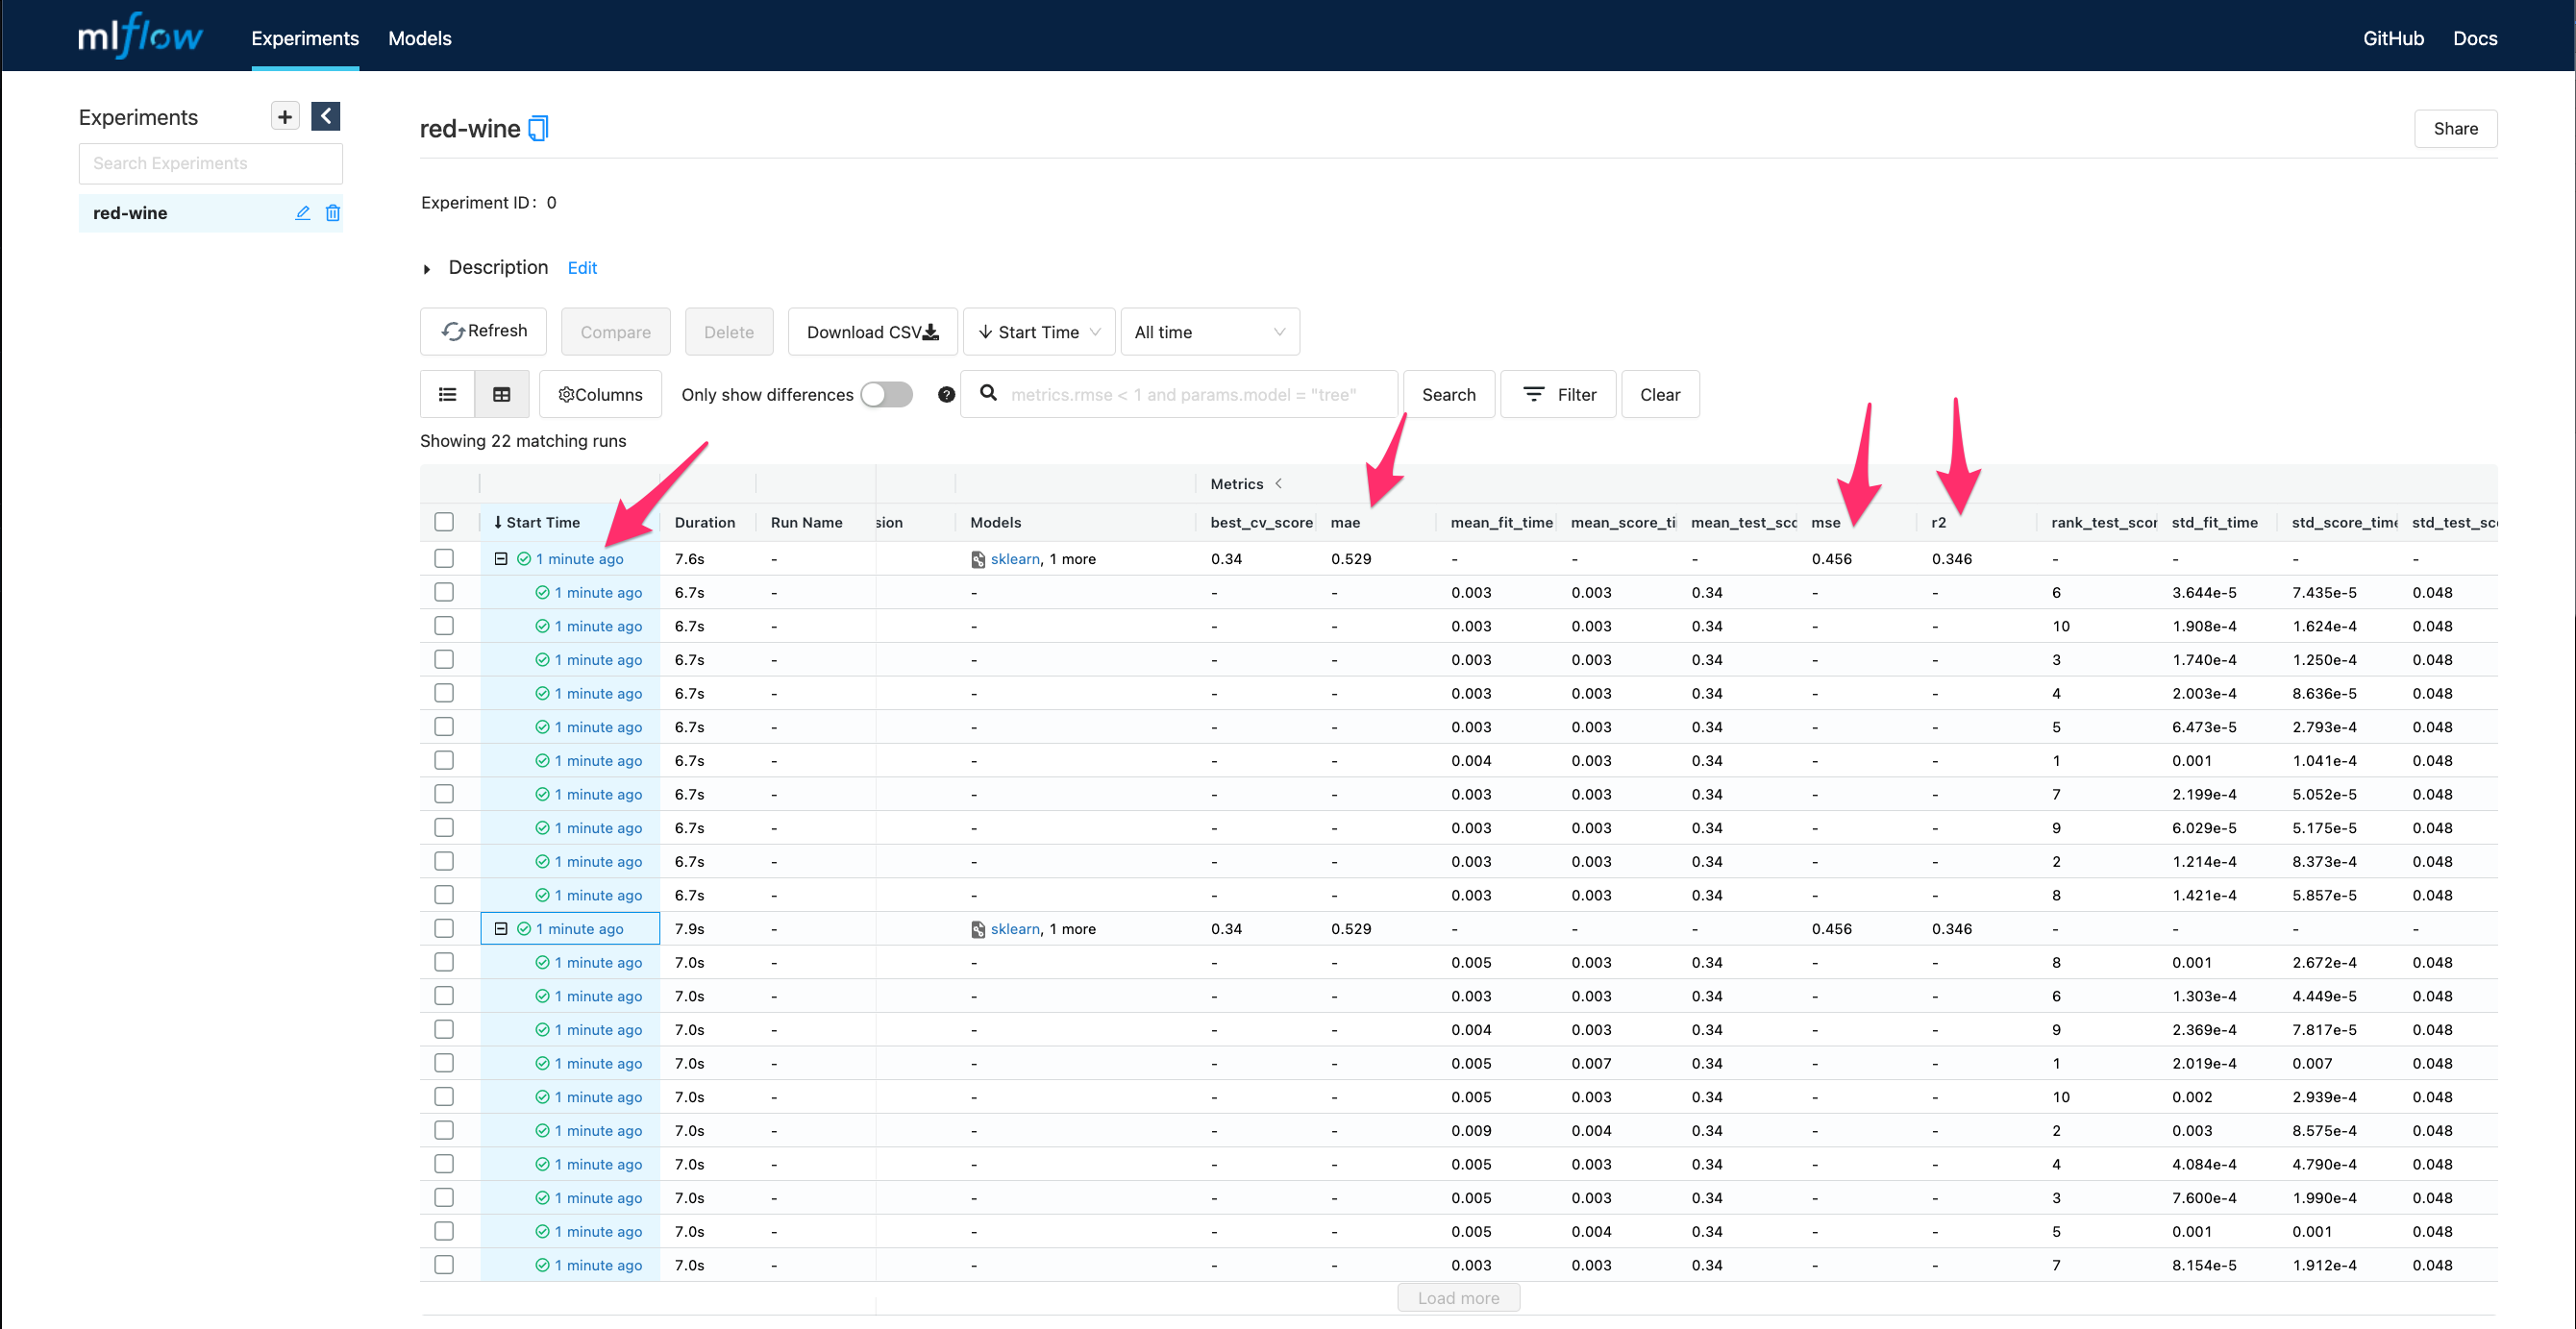 mlflow Experiments Models GitHub Docs
Experiments +
Search Experiments
red-wine
red-wine Share
Experiment ID: 0
Description Edit
Refresh Compare Delete Download CSV Start Time All time
Columns Only show differences metrics.rmse < 1 and params.model = "tree" Search Filter Clear
Showing 22 matching runs
Metrics
Start Time Duration Run Name sion Models best_cv_score mae mean_fit_time mean_score_ti mean_test_sco mse r2 rank_test_scor std_fit_time std_score_time std_test_sco
1 minute ago 7.6s - sklearn, 1 more 0.34 0.529 - - - 0.456 0.346 - - - -
1 minute ago 6.7s - - - - 0.003 0.003 0.34 - - 6 3.644e-5 7.435e-5 0.048
1 minute ago 6.7s - - - - 0.003 0.003 0.34 - - 10 1.908e-4 1.624e-4 0.048
1 minute ago 6.7s - - - - 0.003 0.003 0.34 - - 3 1.740e-4 1.250e-4 0.048
1 minute ago 6.7s - - - - 0.003 0.003 0.34 - - 4 2.003e-4 8.636e-5 0.048
1 minute ago 6.7s - - - - 0.003 0.003 0.34 - - 5 6.473e-5 2.793e-4 0.048
1 minute ago 6.7s - - - - 0.004 0.003 0.34 - - 1 0.001 1.041e-4 0.048
1 minute ago 6.7s - - - - 0.003 0.003 0.34 - - 7 2.199e-4 5.052e-5 0.048
1 minute ago 6.7s - - - - 0.003 0.003 0.34 - - 9 6.029e-5 5.175e-5 0.048
1 minute ago 6.7s - - - - 0.003 0.003 0.34 - - 2 1.214e-4 8.373e-4 0.048
1 minute ago 6.7s - - - - 0.003 0.003 0.34 - - 8 1.421e-4 5.857e-5 0.048
1 minute ago 7.9s - sklearn, 1 more 0.34 0.529 - - - 0.456 0.346 - - - -
1 minute ago 7.0s - - - - 0.005 0.003 0.34 - - 8 0.001 2.672e-4 0.048
1 minute ago 7.0s - - - - 0.003 0.003 0.34 - - 6 1.303e-4 4.449e-5 0.048
1 minute ago 7.0s - - - - 0.004 0.003 0.34 - - 9 2.369e-4 7.817e-5 0.048
1 minute ago 7.0s - - - - 0.005 0.007 0.34 - - 1 2.019e-4 0.007 0.048
1 minute ago 7.0s - - - - 0.005 0.003 0.34 - - 10 0.002 2.939e-4 0.048
1 minute ago 7.0s - - - - 0.009 0.004 0.34 - - 2 0.003 8.575e-4 0.048
1 minute ago 7.0s - - - - 0.005 0.003 0.34 - - 4 4.084e-4 4.790e-4 0.048
1 minute ago 7.0s - - - - 0.005 0.003 0.34 - - 3 7.600e-4 1.990e-4 0.048
1 minute ago 7.0s - - - - 0.005 0.004 0.34 - - 5 0.001 0.001 0.048
1 minute ago 7.0s - - - - 0.003 0.003 0.34 - - 7 8.154e-5 1.912e-4 0.048
Load more